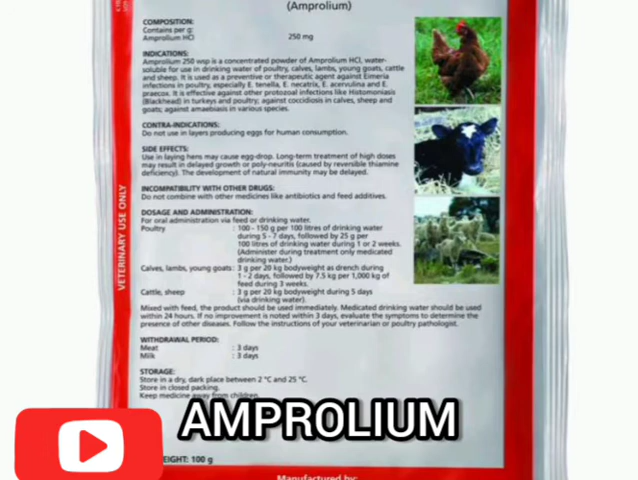 (Amprolium)
COMPOSITION:
Contains per g:
Amprolium HCl 250 mg
INDICATIONS:
Amprolium 250 wsp is a concentrated powder of Amprolium HCl, water-
soluble for use in drinking water of poultry, calves, lambs, young goats, cattle
and sheep. It is used as a preventive or therapeutic agent against Eimeria
infections in poultry, especially E. tenella, E. necatrix, E. acervulina and E.
praecox. It is effective against other protozoal infections like Histomoniasis
(Blackhead) in turkeys and poultry; against coccidiosis in calves, sheep and
goats; against amaebiasis in various species.
CONTRA-INDICATIONS:
Do not use in layers producing eggs for human consumption.
SIDE EFFECTS:
Use in laying hens may cause egg-drop. Long-term treatment of high doses
may result in delayed growth or poly-neuritis (caused by reversible thiamine
deficiency). The development of natural immunity may be delayed.
INCOMPATIBILITY WITH OTHER DRUGS:
Do not combine with other medicines like antibiotics and feed additives.
DOSAGE AND ADMINISTRATION:
For oral administration via feed or drinking water.
Poultry : 100 - 150 g per 100 litres of drinking water
during 5 - 7 days, followed by 25 g per
100 litres of drinking water during 1 or 2 weeks.
(Administer during treatment only medicated
drinking water.)
Calves, lambs, young goats : 3 g per 20 kg bodyweight as drench during
1 - 2 days, followed by 7.5 kg per 1,000 kg of
feed during 3 weeks.
Cattle, sheep : 3 g per 20 kg bodyweight during 5 days
(via drinking water).
Mixed with feed, the product should be used immediately. Medicated drinking water should be used
within 24 hours. If no improvement is noted within 3 days, evaluate the symptoms to determine the
presence of other diseases. Follow the instructions of your veterinarian or poultry pathologist.
WITHDRAWAL PERIOD:
Meat : 3 days
Milk : 3 days
STORAGE:
Store in a dry, dark place between 2 °C and 25 °C.
Store in closed packing.
Keep medicine away from children.
VETERINARY USE ONLY
AMPROLIUM
EIGHT: 100 g
Manufactured by: